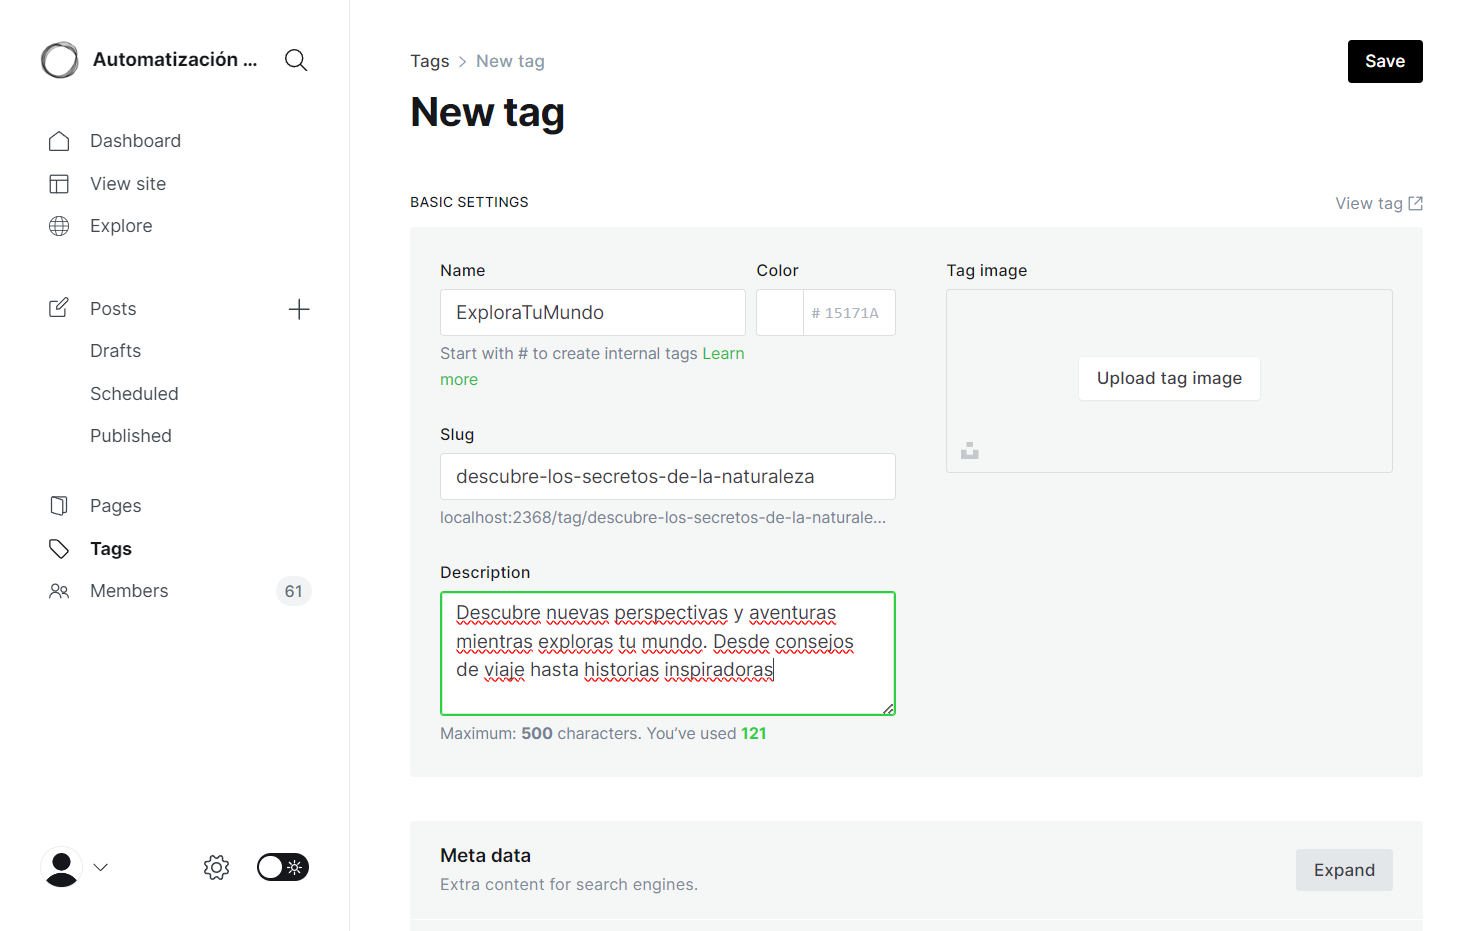 Automatización ...
Dashboard
View site
Explore
Posts
Drafts
Scheduled
Published
Pages
Tags
Members
61
Tags > New tag
Save
New tag
BASIC SETTINGS
View tag
Name
ExploraTuMundo
Start with # to create internal tags Learn
more
Color
# 15171A
Tag image
Upload tag image
Slug
descubre-los-secretos-de-la-naturaleza
localhost:2368/tag/descubre-los-secretos-de-la-naturale...
Description
Descubre nuevas perspectivas y aventuras
mientras exploras tu mundo. Desde consejos
de viaje hasta historias inspiradoras
Maximum: 500 characters. You’ve used 121
Meta data
Extra content for search engines.
Expand